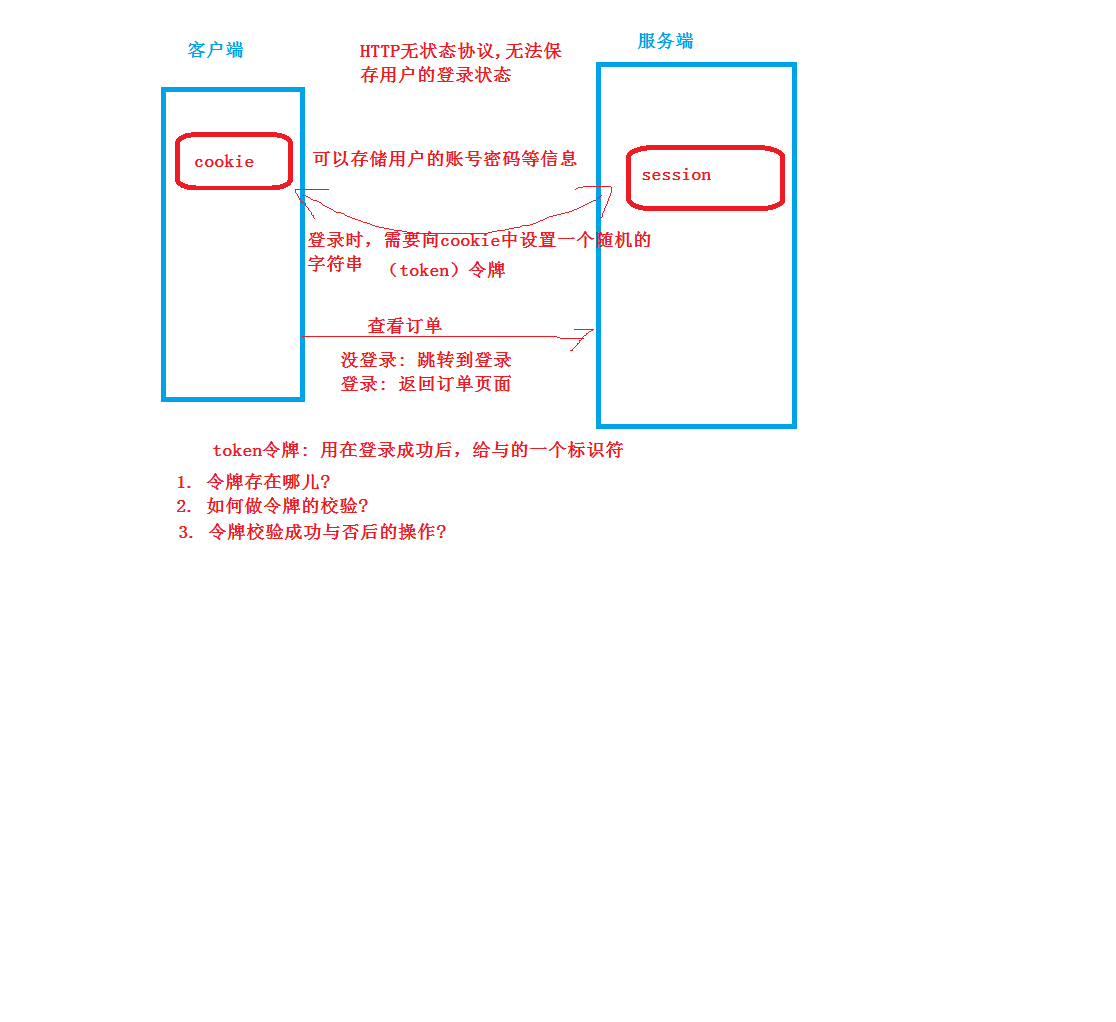 客户端
HTTP无状态协议,无法保
存用户的登录状态
服务端
cookie
可以存储用户的账号密码等信息
session
登录时，需要向cookie中设置一个随机的
字符串
（token）令牌
查看订单
没登录: 跳转到登录
登录: 返回订单页面
token令牌: 用在登录成功后，给与的一个标识符
1. 令牌存在哪儿?
2. 如何做令牌的校验?
3. 令牌校验成功与否后的操作?